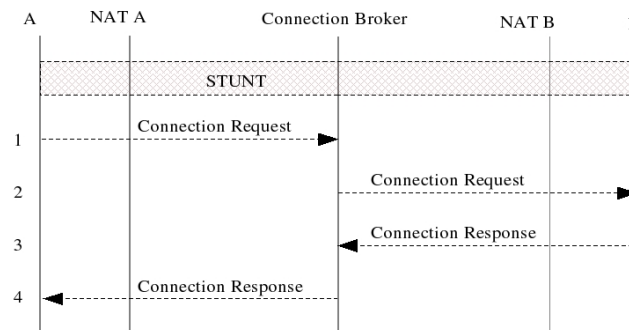 A NAT A Connection Broker NAT B
STUNT
1 Connection Request
2 Connection Request
3 Connection Response
4 Connection Response